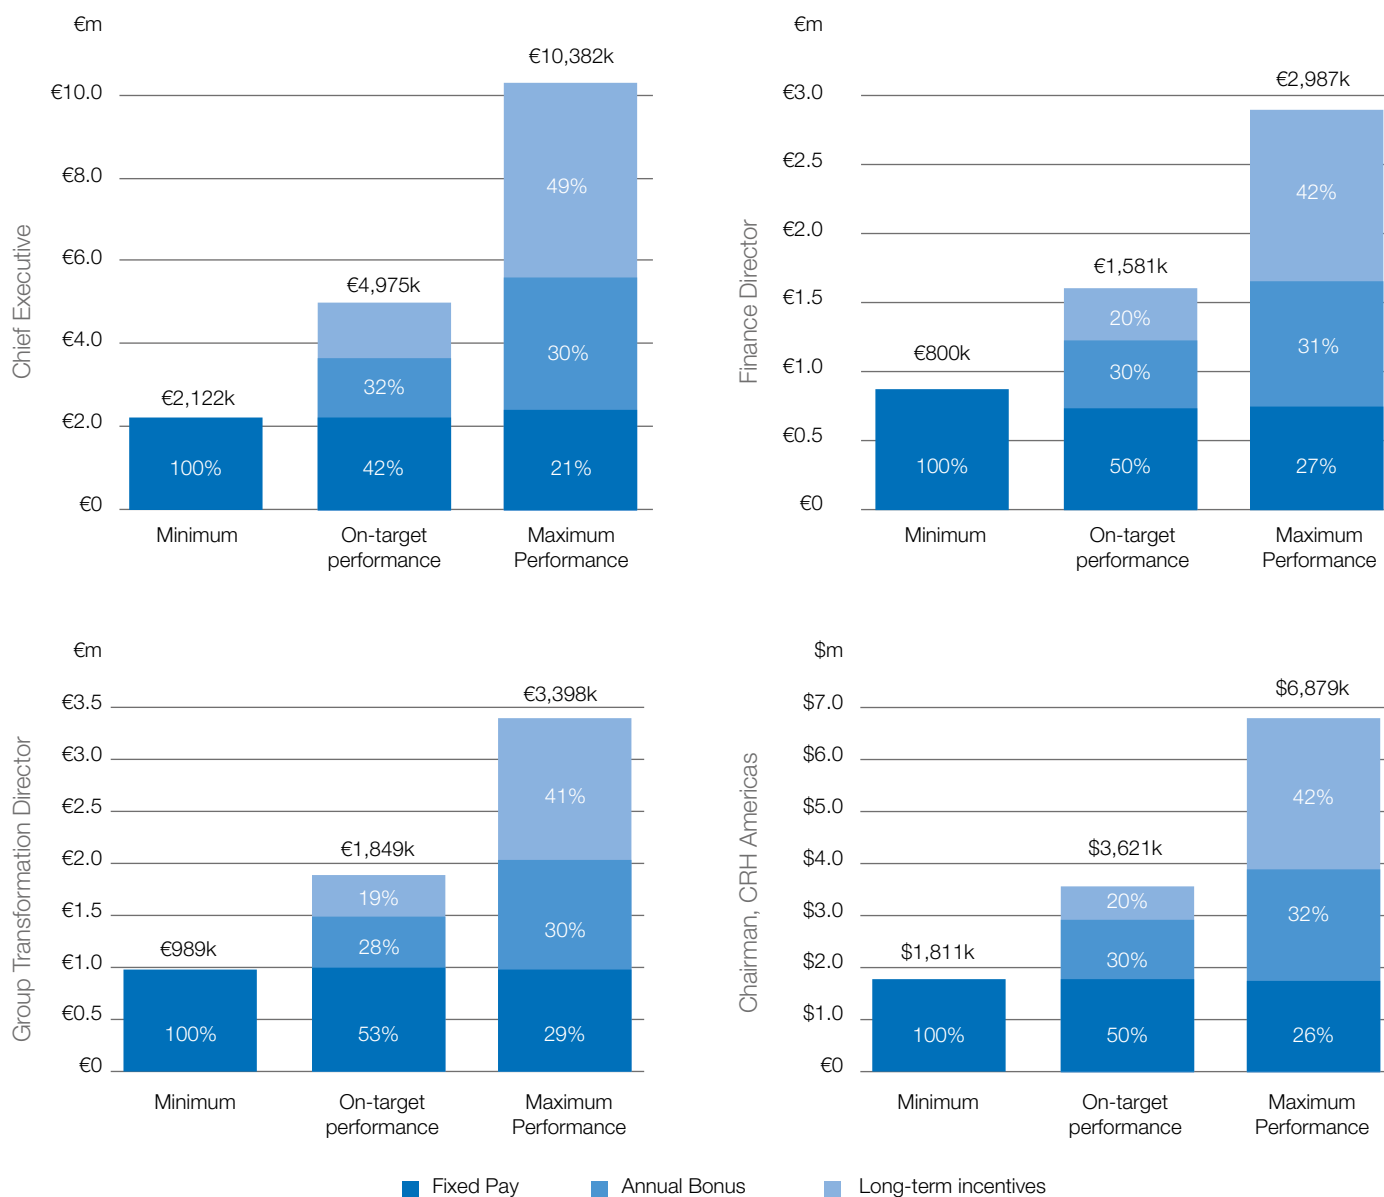 €m
€10,382k
€10.0
€8.0
€6.0
€4.0
€2.0
€0
Chief Executive
€2,122k
€4,975k
49%
30%
32%
100%
42%
21%
Minimum
On-target
performance
Maximum
Performance
€m
€2,987k
€3.0
€2.5
€2.0
€1.5
€1.0
€0.5
€0
Finance Director
€800k
€1,581k
42%
20%
31%
30%
100%
50%
27%
Minimum
On-target
performance
Maximum
Performance
€m
€3,398k
€3.5
€3.0
€2.5
€2.0
€1.5
€1.0
€0.5
€0
Group Transformation Director
€989k
€1,849k
41%
19%
30%
28%
100%
53%
29%
Minimum
On-target
performance
Maximum
Performance
$m
$6,879k
$7.0
$6.0
$5.0
$4.0
$3.0
$2.0
$1.0
€0
Chairman, CRH Americas
$1,811k
$3,621k
42%
20%
32%
30%
100%
50%
26%
Minimum
On-target
performance
Maximum
Performance
Fixed Pay
Annual Bonus
Long-term incentives